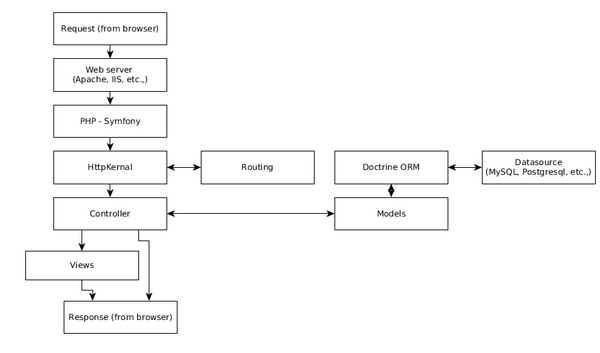 Request (from browser)
Web server
(Apache, IIS, etc.,)
PHP - Symfony
HttpKernal
Routing
Doctrine ORM
Datasource
(MySQL, Postgresql, etc.,)
Controller
Models
Views
Response (from browser)